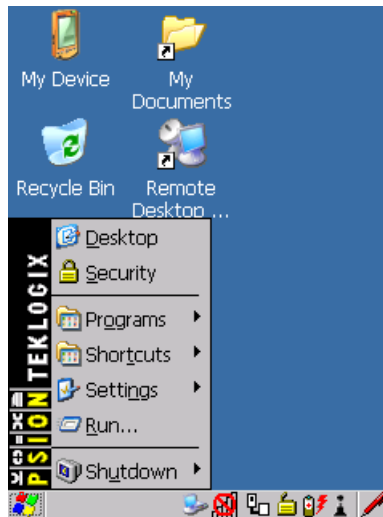 My Device
My
Documents
Recycle Bin
Remote
Desktop ...
Desktop
Security
Programs
Shortcuts
Settings
Run...
Shutdown
PSION TEKLOGIX